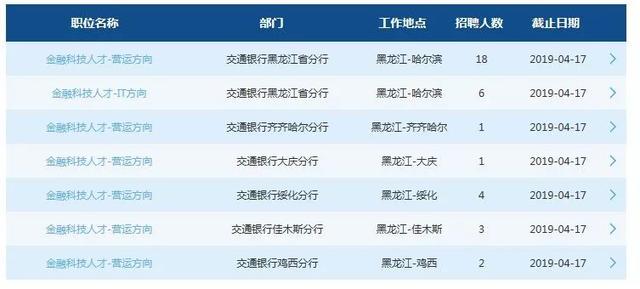 职位名称 部门 工作地点 招聘人数 截止日期
金融科技人才-营运方向 交通银行黑龙江省分行 黑龙江-哈尔滨 18 2019-04-17
金融科技人才-IT方向 交通银行黑龙江省分行 黑龙江-哈尔滨 6 2019-04-17
金融科技人才-营运方向 交通银行齐齐哈尔分行 黑龙江-齐齐哈尔 1 2019-04-17
金融科技人才-营运方向 交通银行大庆分行 黑龙江-大庆 1 2019-04-17
金融科技人才-营运方向 交通银行绥化分行 黑龙江-绥化 4 2019-04-17
金融科技人才-营运方向 交通银行佳木斯分行 黑龙江-佳木斯 3 2019-04-17
金融科技人才-营运方向 交通银行鸡西分行 黑龙江-鸡西 2 2019-04-17